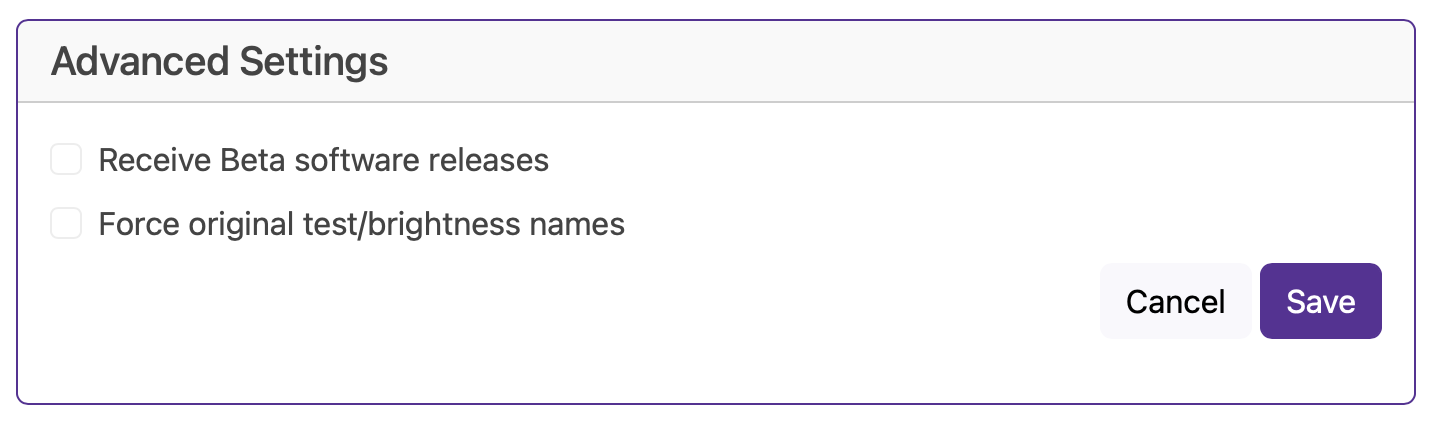 Advanced Settings
Receive Beta software releases
Force original test/brightness names
Cancel Save